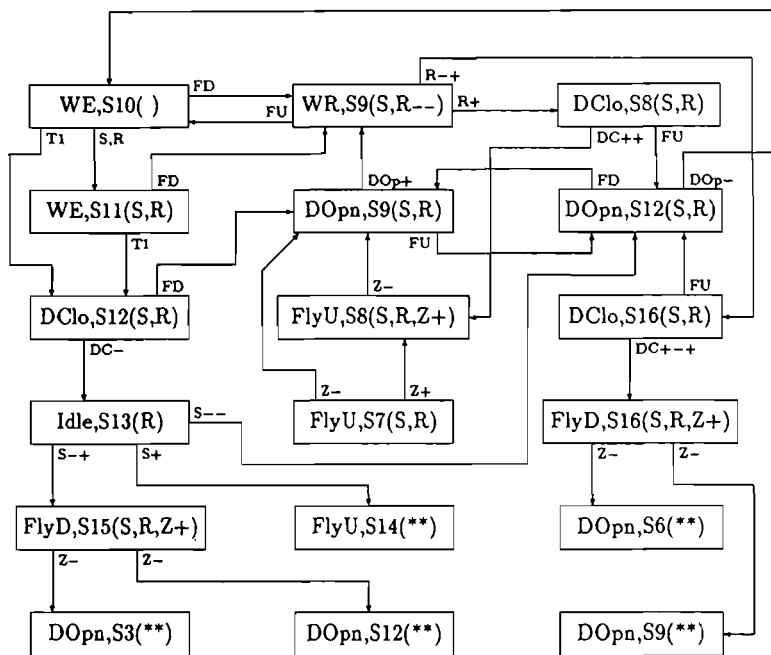 R-+
FD
WE,S10( )
WR,S9(S,R--)
R+
DClo,S8(S,R)
FU
T1
S,R
DC++
FU
FD
DOp+
FD
DOp-
WE,S11(S,R)
DOpn,S9(S,R)
DOpn,S12(S,R)
T1
FU
FD
Z-
FU
DClo,S12(S,R)
FlyU,S8(S,R,Z+)
DClo,S16(S,R)
DC-
DC+-+
Z-
Z+
Idle,S13(R)
S--
FlyU,S7(S,R)
FlyD,S16(S,R,Z+)
S-+
S+
Z-
Z-
FlyD,S15(S,R,Z+)
FlyU,S14(**)
DOpn,S6(**)
Z-
Z-
DOpn,S3(**)
DOpn,S12(**)
DOpn,S9(**)